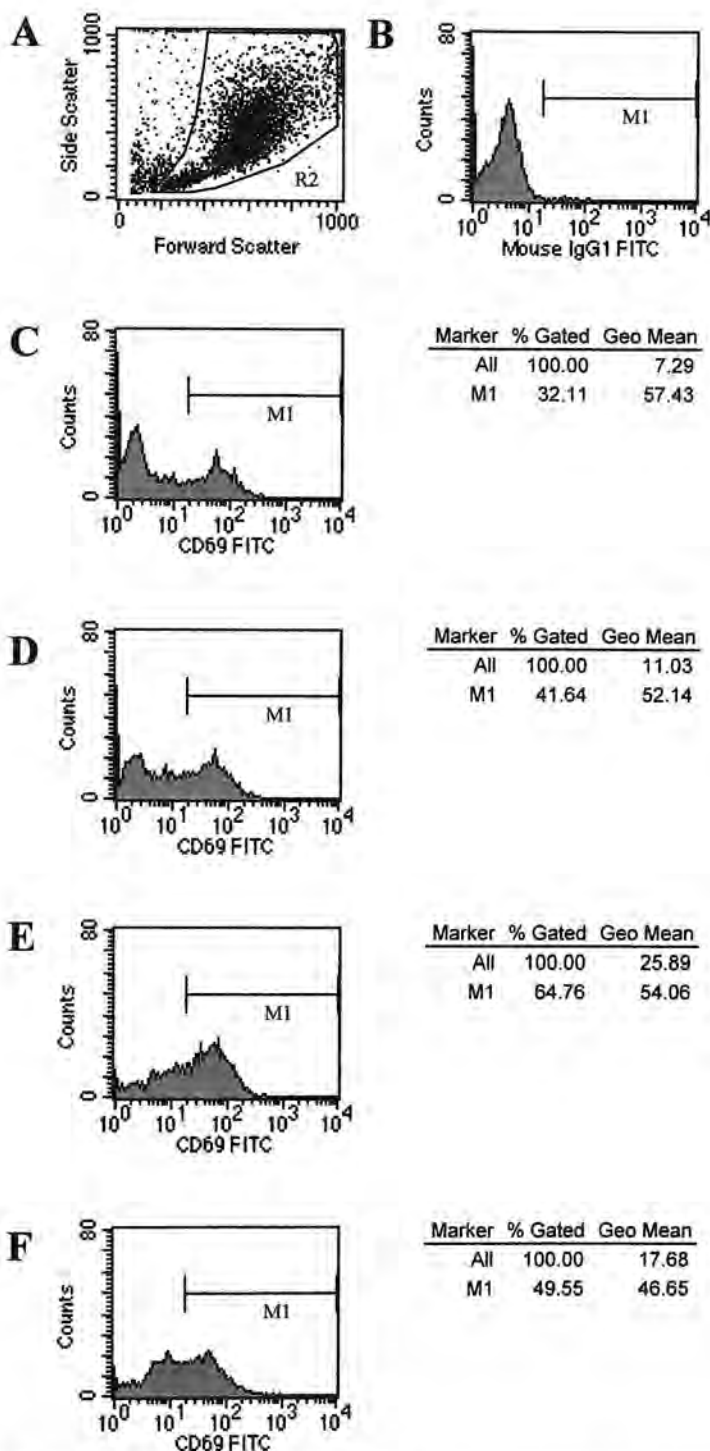 A
1000
Side Scatter
0
R2
0
1000
Forward Scatter
B
80
Counts
M1
0
10^0 10^1 10^2 10^3 10^4
Mouse IgG1 FITC
C
80
Counts
M1
0
10^0 10^1 10^2 10^3 10^4
CD69 FITC
Marker % Gated Geo Mean
All 100.00 7.29
M1 32.11 57.43
D
80
Counts
M1
0
10^0 10^1 10^2 10^3 10^4
CD69 FITC
Marker % Gated Geo Mean
All 100.00 11.03
M1 41.64 52.14
E
80
Counts
M1
0
10^0 10^1 10^2 10^3 10^4
CD69 FITC
Marker % Gated Geo Mean
All 100.00 25.89
M1 64.76 54.06
F
80
Counts
M1
0
10^0 10^1 10^2 10^3 10^4
CD69 FITC
Marker % Gated Geo Mean
All 100.00 17.68
M1 49.55 46.65